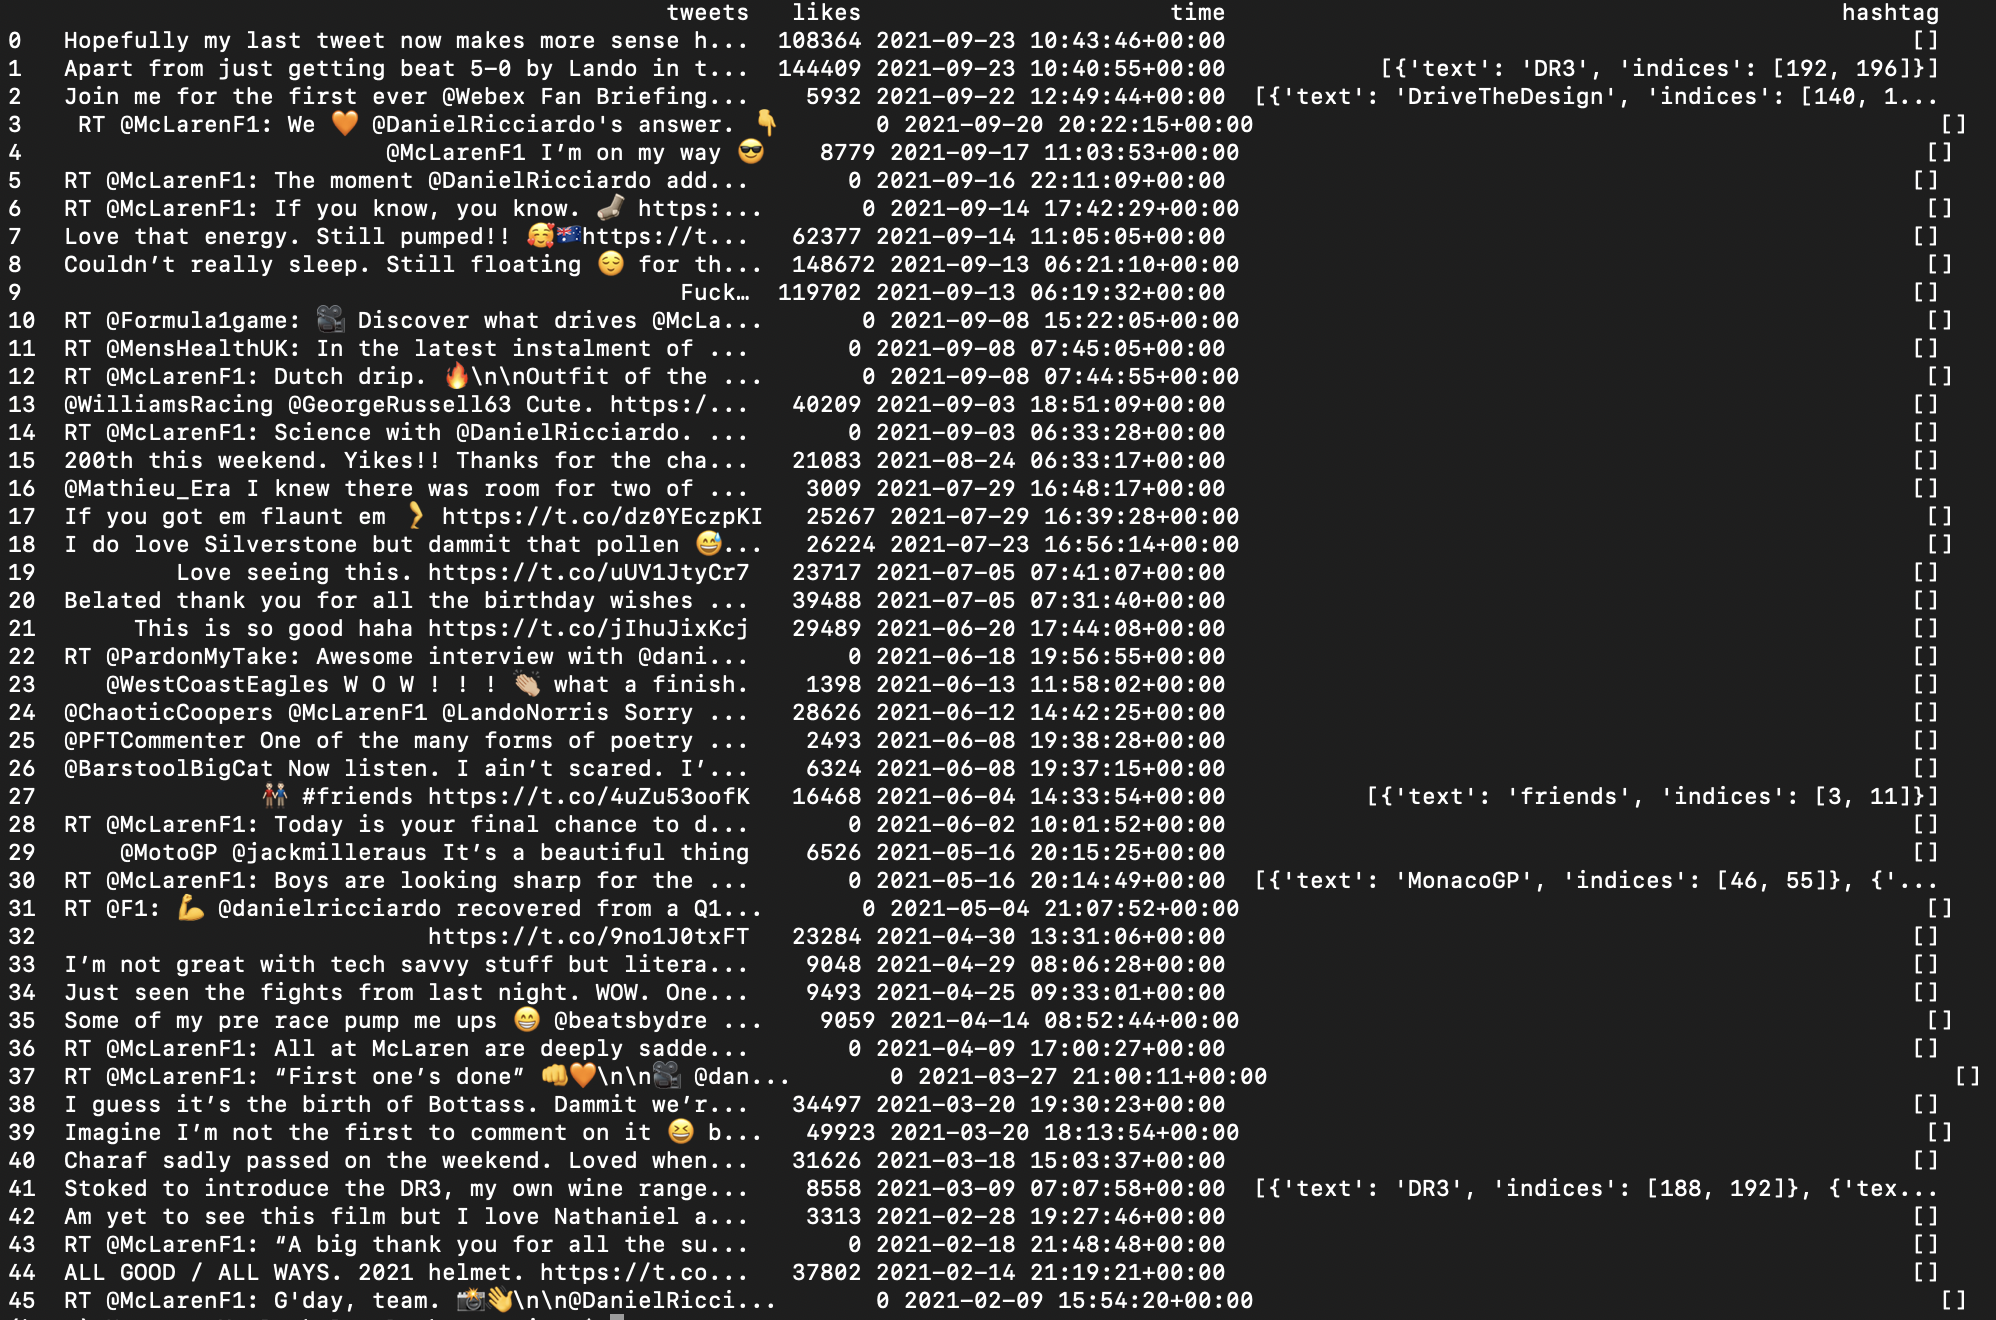 tweets likes time hashtag
0 Hopefully my last tweet now makes more sense h... 108364 2021-09-23 10:43:46+00:00 []
1 Apart from just getting beat 5-0 by Lando in t... 144409 2021-09-23 10:40:55+00:00 [{'text': 'DR3', 'indices': [192, 196]}]
2 Join me for the first ever @Webex Fan Briefing... 5932 2021-09-22 12:49:44+00:00 [{'text': 'DriveTheDesign', 'indices': [140, 1...
3 RT @McLarenF1: We 🧡 @DanielRicciardo's answer. 👇 0 2021-09-20 20:22:15+00:00 []
4 @McLarenF1 I’m on my way 😎 8779 2021-09-17 11:03:53+00:00 []
5 RT @McLarenF1: The moment @DanielRicciardo add... 0 2021-09-16 22:11:09+00:00 []
6 RT @McLarenF1: If you know, you know. 🧦 https:... 0 2021-09-14 17:42:29+00:00 []
7 Love that energy. Still pumped!! 🥰🇦🇺https://t... 62377 2021-09-14 11:05:05+00:00 []
8 Couldn’t really sleep. Still floating 😌 for th... 148672 2021-09-13 06:21:10+00:00 []
9 Fuck… 119702 2021-09-13 06:19:32+00:00 []
10 RT @Formula1game: 🎥 Discover what drives @McLa... 0 2021-09-08 15:22:05+00:00 []
11 RT @MensHealthUK: In the latest instalment of ... 0 2021-09-08 07:45:05+00:00 []
12 RT @McLarenF1: Dutch drip. 🔥\n\nOutfit of the ... 0 2021-09-08 07:44:55+00:00 []
13 @WilliamsRacing @GeorgeRussell63 Cute. https:/... 40209 2021-09-03 18:51:09+00:00 []
14 RT @McLarenF1: Science with @DanielRicciardo. ... 0 2021-09-03 06:33:28+00:00 []
15 200th this weekend. Yikes!! Thanks for the cha... 21083 2021-08-24 06:33:17+00:00 []
16 @Mathieu_Era I knew there was room for two of ... 3009 2021-07-29 16:48:17+00:00 []
17 If you got em flaunt em 🦵 https://t.co/dz0YEczpKI 25267 2021-07-29 16:39:28+00:00 []
18 I do love Silverstone but dammit that pollen 😅... 26224 2021-07-23 16:56:14+00:00 []
19 Love seeing this. https://t.co/uUV1JtyCr7 23717 2021-07-05 07:41:07+00:00 []
20 Belated thank you for all the birthday wishes ... 39488 2021-07-05 07:31:40+00:00 []
21 This is so good haha https://t.co/jIhuJixKcj 29489 2021-06-20 17:44:08+00:00 []
22 RT @PardonMyTake: Awesome interview with @dani... 0 2021-06-18 19:56:55+00:00 []
23 @WestCoastEagles W O W ! ! ! 👏🏼 what a finish. 1398 2021-06-13 11:58:02+00:00 []
24 @ChaoticCoopers @McLarenF1 @LandoNorris Sorry ... 28626 2021-06-12 14:42:25+00:00 []
25 @PFTCommenter One of the many forms of poetry ... 2493 2021-06-08 19:38:28+00:00 []
26 @BarstoolBigCat Now listen. I ain’t scared. I’... 6324 2021-06-08 19:37:15+00:00 []
27 👬🏼 #friends https://t.co/4uZu53oofK 16468 2021-06-04 14:33:54+00:00 [{'text': 'friends', 'indices': [3, 11]}]
28 RT @McLarenF1: Today is your final chance to d... 0 2021-06-02 10:01:52+00:00 []
29 @MotoGP @jackmilleraus It’s a beautiful thing 6526 2021-05-16 20:15:25+00:00 []
30 RT @McLarenF1: Boys are looking sharp for the ... 0 2021-05-16 20:14:49+00:00 [{'text': 'MonacoGP', 'indices': [46, 55]}, {'...
31 RT @F1: 💪 @danielricciardo recovered from a Q1... 0 2021-05-04 21:07:52+00:00 []
32 https://t.co/9no1J0txFT 23284 2021-04-30 13:31:06+00:00 []
33 I’m not great with tech savvy stuff but litera... 9048 2021-04-29 08:06:28+00:00 []
34 Just seen the fights from last night. WOW. One... 9493 2021-04-25 09:33:01+00:00 []
35 Some of my pre race pump me ups 😁 @beatsbydre ... 9059 2021-04-14 08:52:44+00:00 []
36 RT @McLarenF1: All at McLaren are deeply sadde... 0 2021-04-09 17:00:27+00:00 []
37 RT @McLarenF1: “First one’s done” 👊🧡\n\n🎥 @dan... 0 2021-03-27 21:00:11+00:00 []
38 I guess it’s the birth of Bottass. Dammit we’r... 34497 2021-03-20 19:30:23+00:00 []
39 Imagine I’m not the first to comment on it 😆 b... 49923 2021-03-20 18:13:54+00:00 []
40 Charaf sadly passed on the weekend. Loved when... 31626 2021-03-18 15:03:37+00:00 []
41 Stoked to introduce the DR3, my own wine range... 8558 2021-03-09 07:07:58+00:00 [{'text': 'DR3', 'indices': [188, 192]}, {'tex...
42 Am yet to see this film but I love Nathaniel a... 3313 2021-02-28 19:27:46+00:00 []
43 RT @McLarenF1: “A big thank you for all the su... 0 2021-02-18 21:48:48+00:00 []
44 ALL GOOD / ALL WAYS. 2021 helmet. https://t.co... 37802 2021-02-14 21:19:21+00:00 []
45 RT @McLarenF1: G'day, team. 📸👋\n\n@DanielRicci... 0 2021-02-09 15:54:20+00:00 []